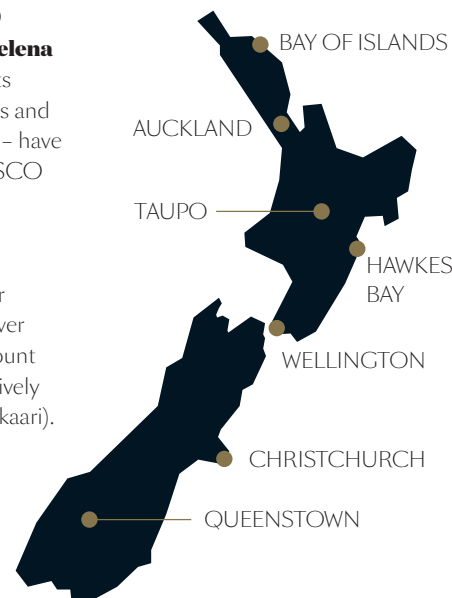 elena
s and
– have
SCO
ver
ount
ively
kaari).
BAY OF ISLANDS
AUCKLAND
TAUPO
HAWKES
BAY
WELLINGTON
CHRISTCHURCH
QUEENSTOWN